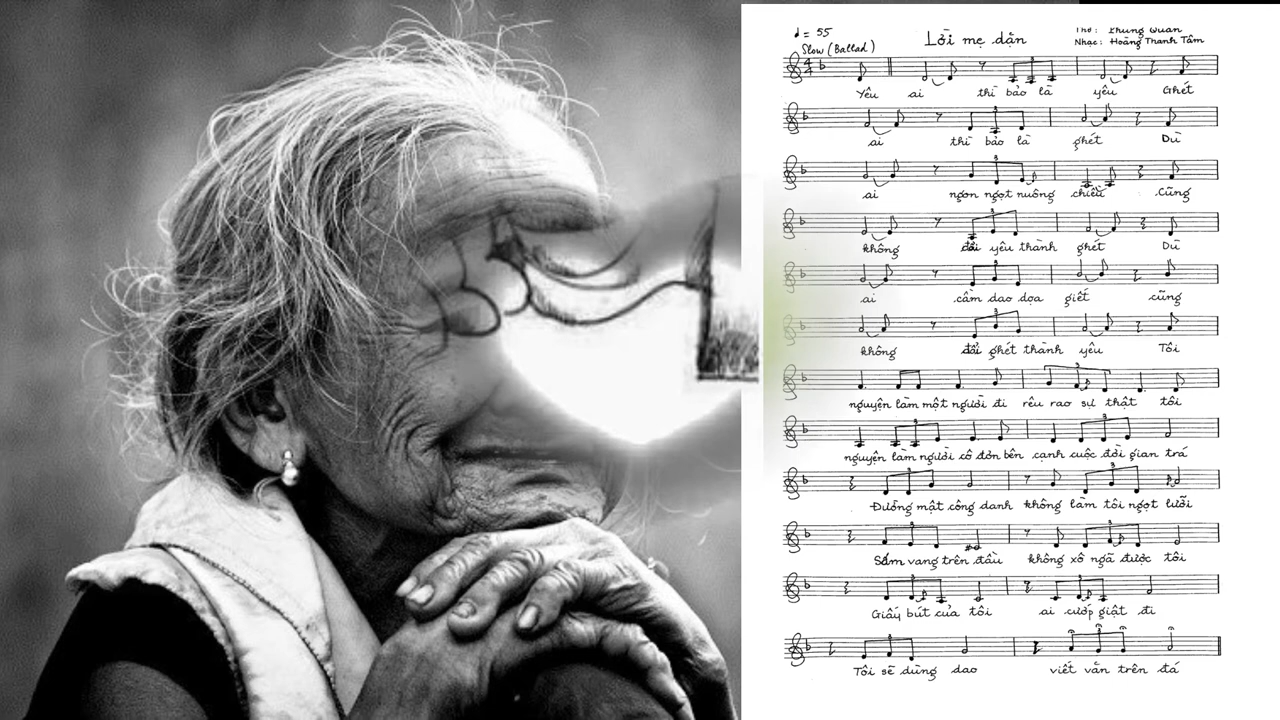 ♩ = 55
Slow (Ballad)
Lời mẹ dặn
Thơ: Phùng Quán
Nhạc: Hoàng Thanh Tâm
Yêu ai thì bảo là yêu Ghét
ai thì bảo là ghét Dù
ai ngon ngọt nuông chiều Cũng
không đổi yêu thành ghét Dù
ai cầm dao dọa giết cũng
không đổi ghét thành yêu Tôi
nguyện làm một người đi rêu rao sự thật tôi
nguyện làm người cô đơn bên cạnh cuộc đời gian trá
Đường mật công danh không làm tôi ngọt lưỡi
Sấm vang trên đầu không xô ngã được tôi
Giấy bút của tôi ai cướp giật đi
Tôi sẽ dùng dao viết văn trên đá